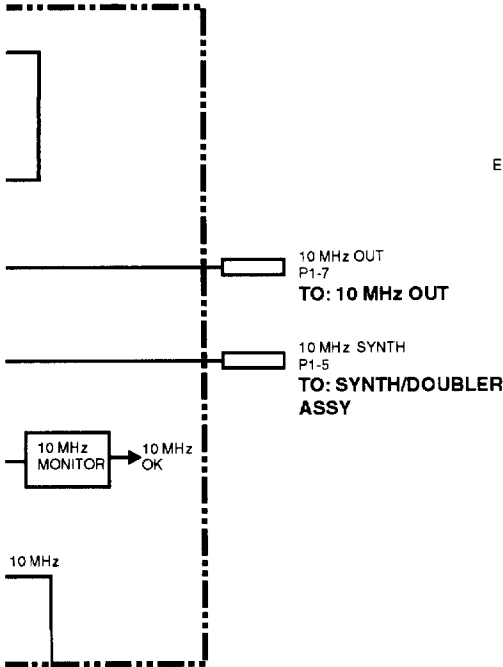 E
10 MHz OUT
P1-7
TO: 10 MHz OUT
10 MHz SYNTH
P1-5
TO: SYNTH/DOUBLER
ASSY
10 MHz
MONITOR
10 MHz
OK
10 MHz